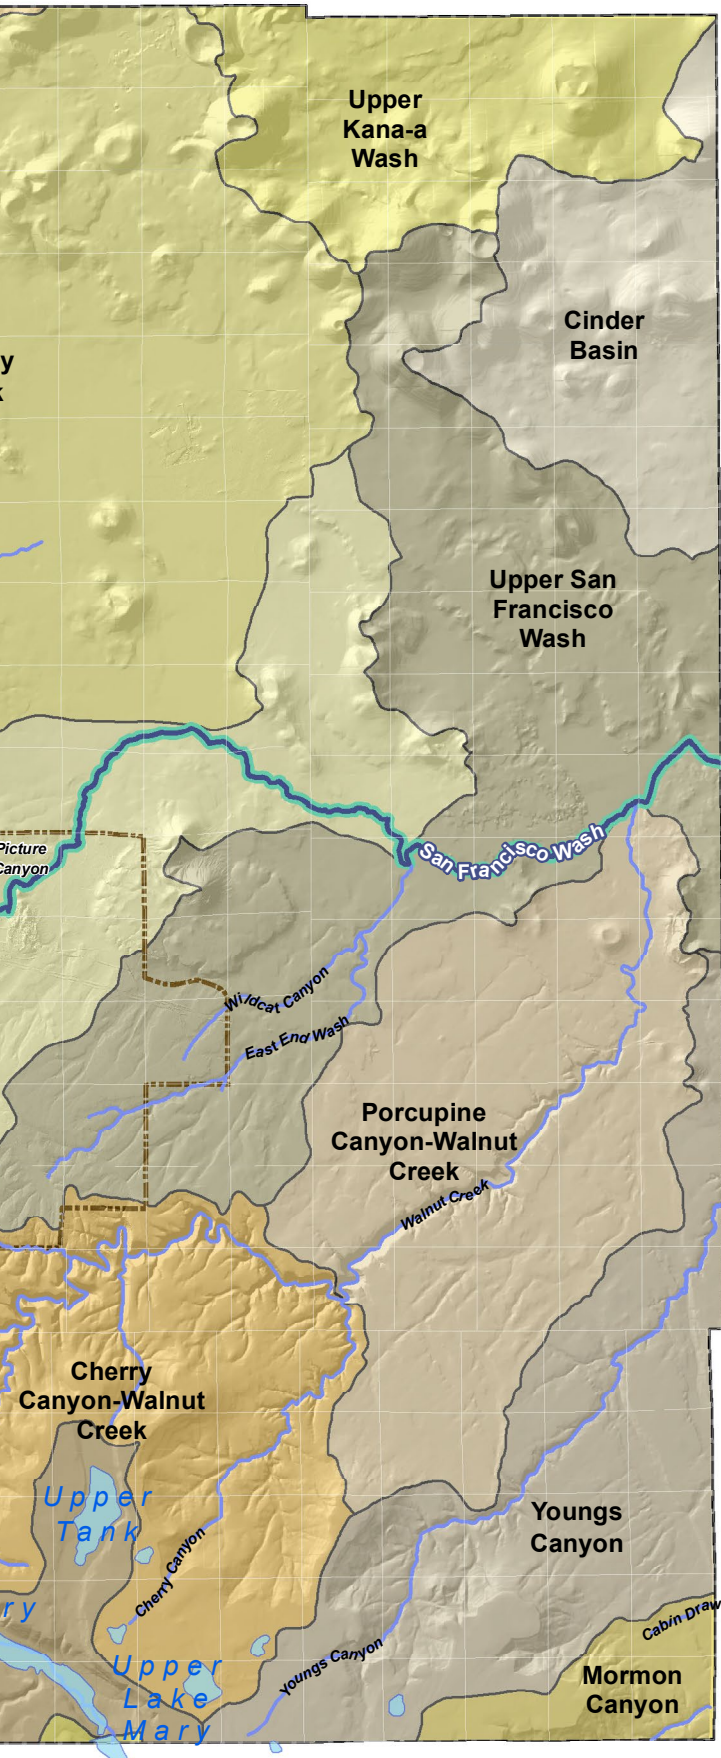 Upper
Kana-a
Wash
Cinder
Basin
y
k
Upper San
Francisco
Wash
Picture
Canyon
San Francisco Wash
Wildcat Canyon
East End Wash
Porcupine
Canyon-Walnut
Creek
Walnut Creek
Cherry
Canyon-Walnut
Creek
Upper
Tank
Youngs
Canyon
Cherry Canyon
ry
Cabin Draw
Youngs Canyon
Upper
Lake
Mary
Mormon
Canyon